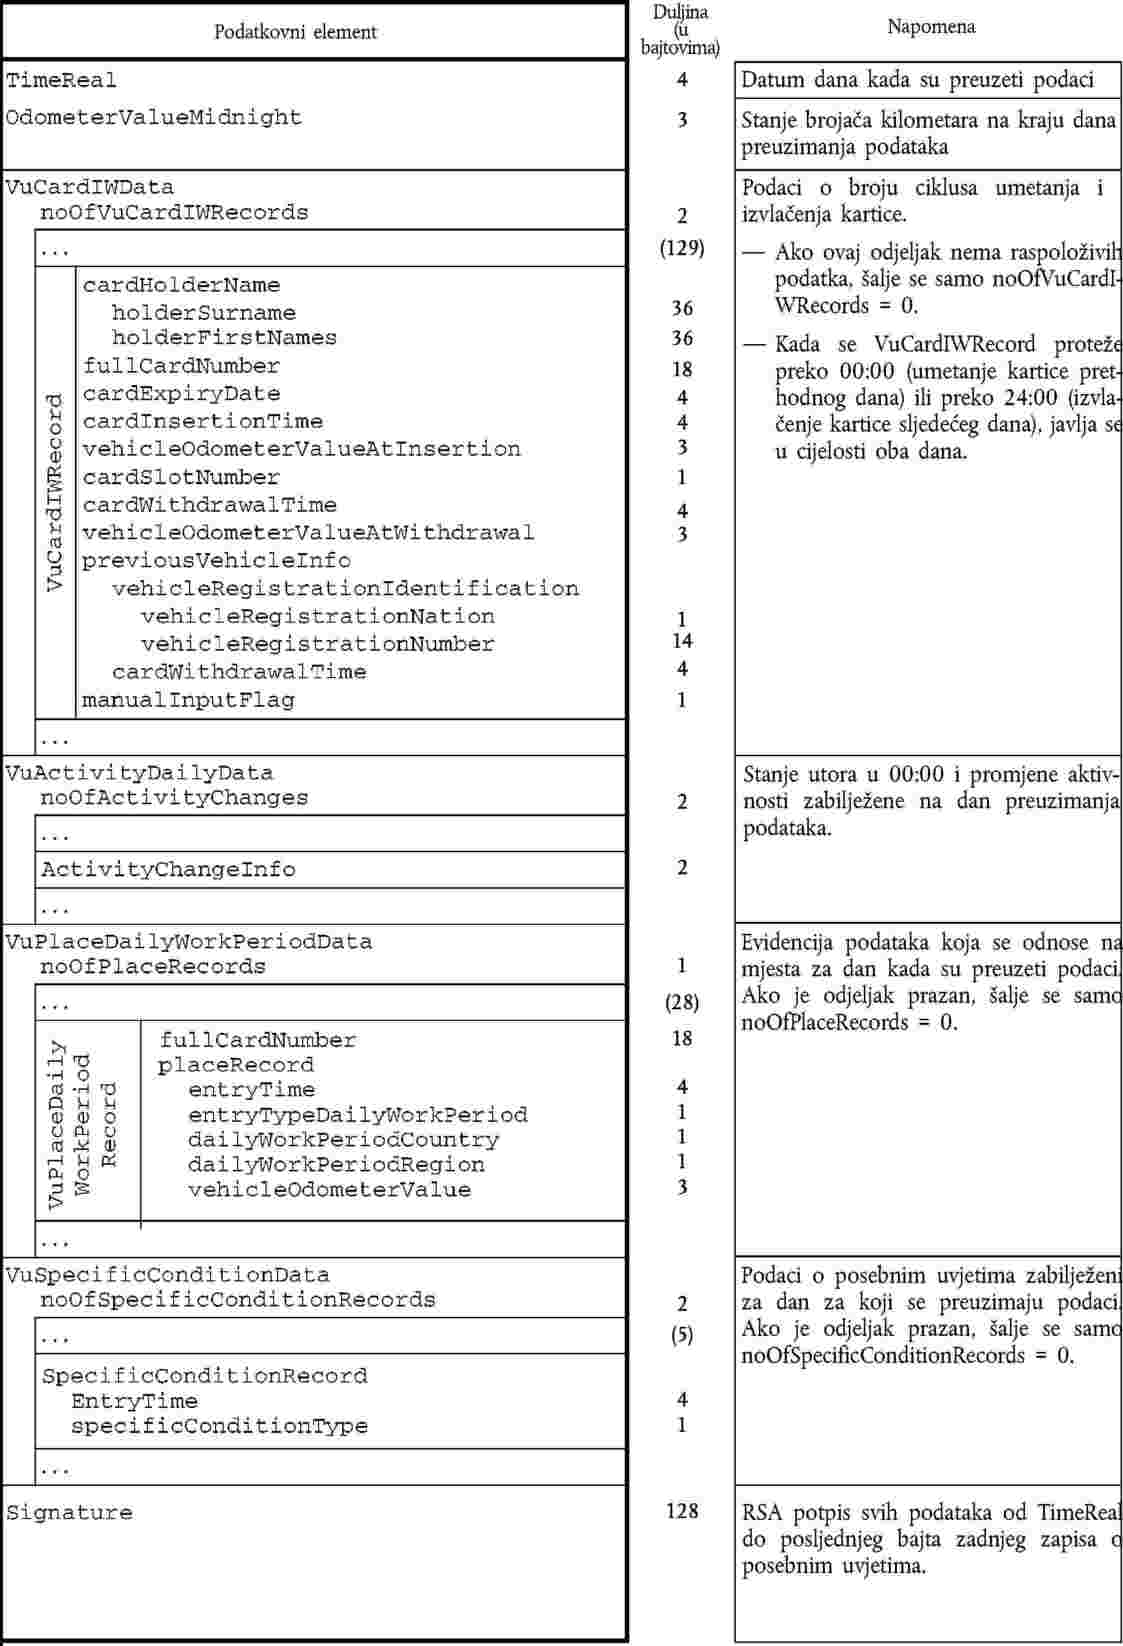 Podatkovni element
Duljina
(u
bajtovima)
Napomena
TimeReal
4
Datum dana kada su preuzeti podaci
OdometerValueMidnight
3
Stanje brojača kilometara na kraju dana
preuzimanja podataka
VuCardIWData
noOfVuCardIWRecords
2
Podaci o broju ciklusa umetanja i
izvlačenja kartice.
...
(129)
— Ako ovaj odjeljak nema raspoloživih
podatka, šalje se samo noOfVuCardI-
WRecords = 0.
— Kada se VuCardIWRecord proteže
preko 00:00 (umetanje kartice pret-
hodnog dana) ili preko 24:00 (izvla-
čenje kartice sljedećeg dana), javlja se
u cijelosti oba dana.
VuCardIWRecord
cardHolderName
holderSurname
36
holderFirstNames
36
fullCardNumber
18
cardExpiryDate
4
cardInsertionTime
4
vehicleOdometerValueAtInsertion
3
cardSlotNumber
1
cardWithdrawalTime
4
vehicleOdometerValueAtWithdrawal
3
previousVehicleInfo
vehicleRegistrationIdentification
vehicleRegistrationNation
1
vehicleRegistrationNumber
14
cardWithdrawalTime
4
manualInputFlag
1
...
VuActivityDailyData
noOfActivityChanges
2
Stanje utora u 00:00 i promjene aktiv-
nosti zabilježene na dan preuzimanja
podataka.
...
ActivityChangeInfo
2
...
VuPlaceDailyWorkPeriodData
noOfPlaceRecords
1
Evidencija podataka koja se odnose na
mjesta za dan kada su preuzeti podaci.
Ako je odjeljak prazan, šalje se samo
noOfPlaceRecords = 0.
...
(28)
VuPlaceDaily
WorkPeriod
Record
fullCardNumber
18
placeRecord
entryTime
4
entryTypeDailyWorkPeriod
1
dailyWorkPeriodCountry
1
dailyWorkPeriodRegion
1
vehicleOdometerValue
3
...
VuSpecificConditionData
noOfSpecificConditionRecords
2
Podaci o posebnim uvjetima zabilježeni
za dan za koji se preuzimaju podaci.
Ako je odjeljak prazan, šalje se samo
noOfSpecificConditionRecords = 0.
...
(5)
SpecificConditionRecord
EntryTime
4
specificConditionType
1
...
Signature
128
RSA potpis svih podataka od TimeReal
do posljednjeg bajta zadnjeg zapisa o
posebnim uvjetima.